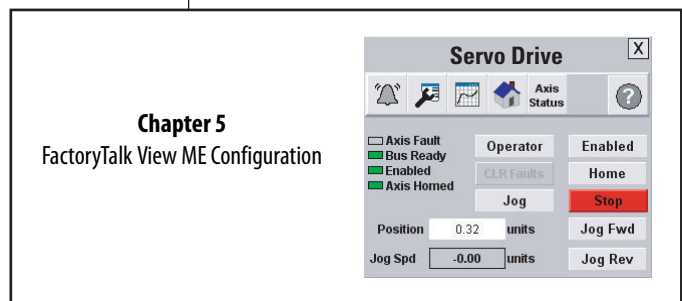 Chapter 5
FactoryTalk View ME Configuration
Servo Drive
X
Axis
Status
?
Axis Fault
Bus Ready
Enabled
Axis Homed
Operator
Enabled
CLR Faults
Home
Jog
Stop
Position 0.32 units
Jog Fwd
Jog Spd -0.00 units
Jog Rev